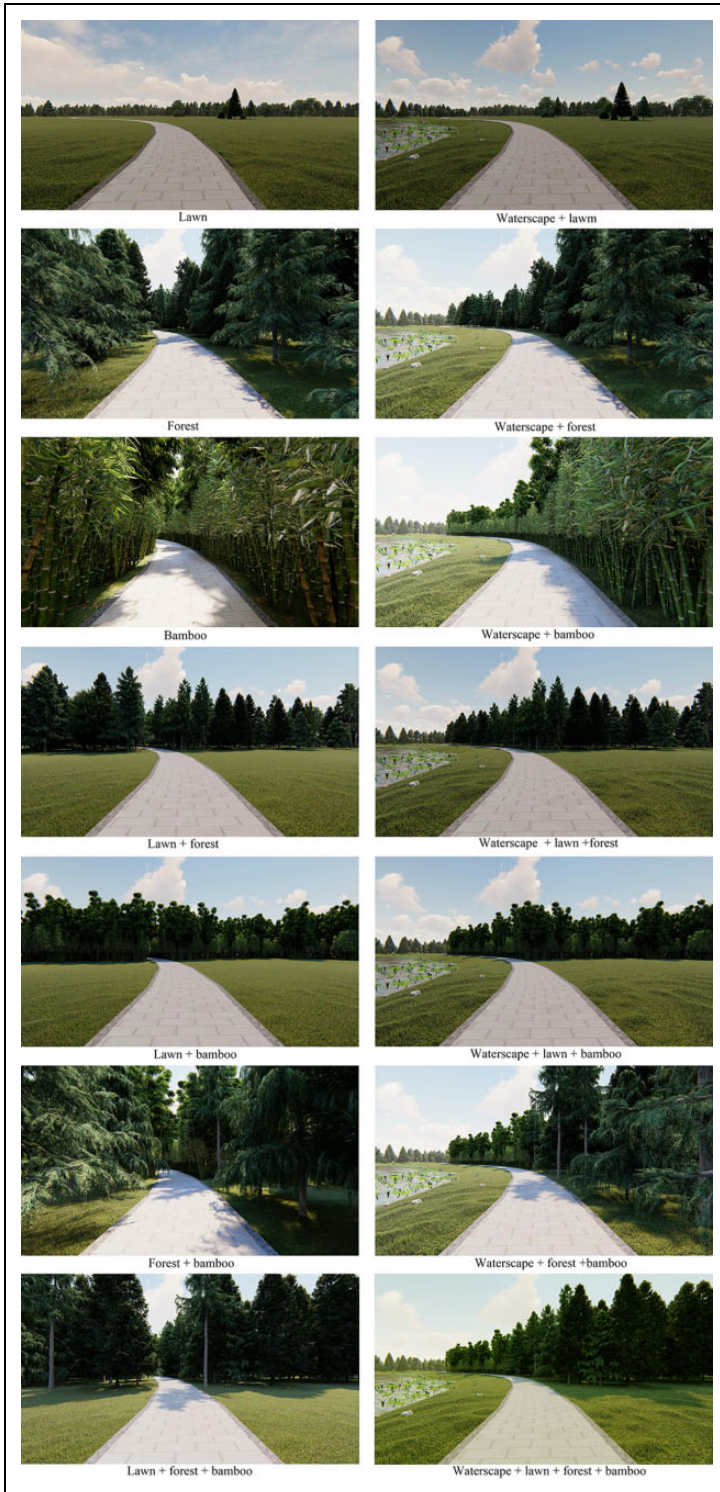 Lawn
Waterscape + lawm
Forest
Waterscape + forest
Bamboo
Waterscape + bamboo
Lawn + forest
Waterscape + lawn +forest
Lawn + bamboo
Waterscape + lawn + bamboo
Forest + bamboo
Waterscape + forest +bamboo
Lawn + forest + bamboo
Waterscape + lawn + forest + bamboo